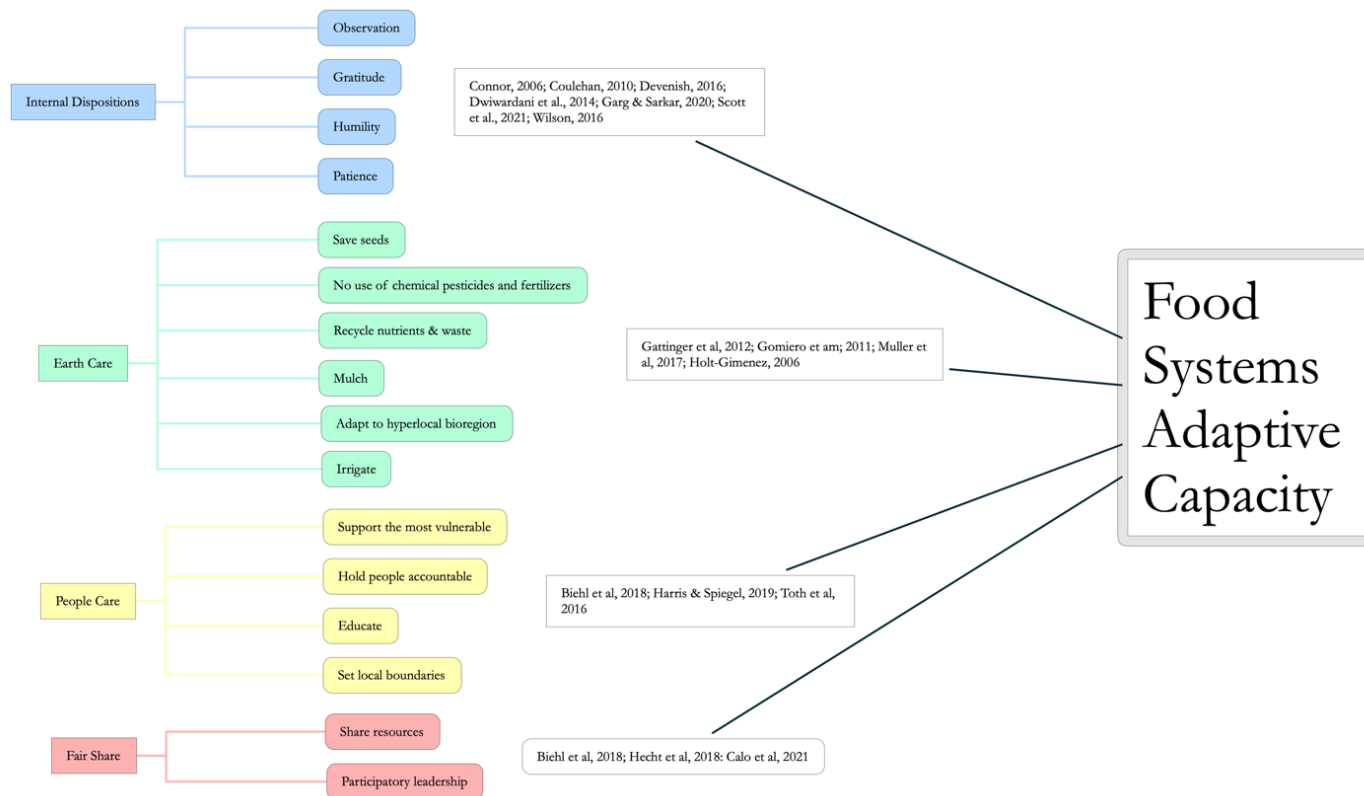 Internal Dispositions
Observation
Gratitude
Humility
Patience
Connor, 2006; Coulehan, 2010; Devenish, 2016;
Dwiwardani et al., 2014; Garg & Sarkar, 2020; Scott
et al., 2021; Wilson, 2016
Earth Care
Save seeds
No use of chemical pesticides and fertilizers
Recycle nutrients & waste
Mulch
Adapt to hyperlocal bioregion
Irrigate
Gattinger et al, 2012; Gomiero et am; 2011; Muller et
al, 2017; Holt-Gimenez, 2006
People Care
Support the most vulnerable
Hold people accountable
Educate
Set local boundaries
Biehl et al, 2018; Harris & Spiegel, 2019; Toth et al,
2016
Fair Share
Share resources
Participatory leadership
Biehl et al, 2018; Hecht et al, 2018: Calo et al, 2021
Food
Systems
Adaptive
Capacity